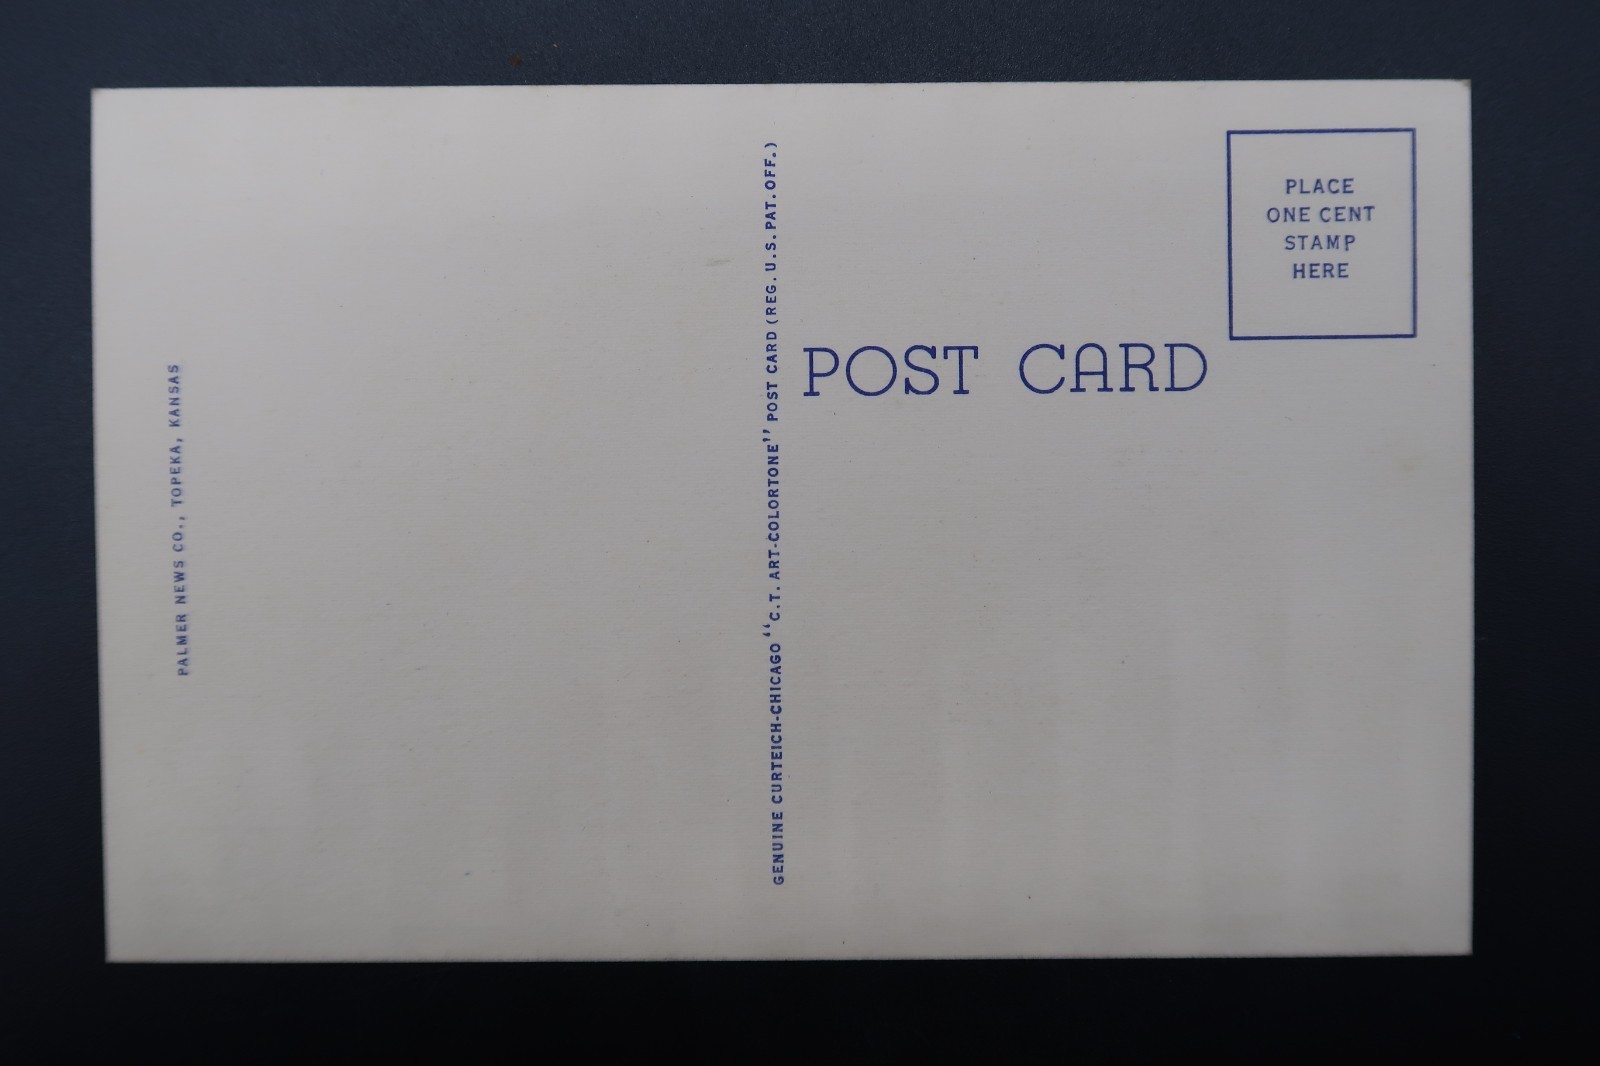 PALMER NEWS CO., TOPEKA, KANSAS
GENUINE CURTEICH-CHICAGO "C.T. ART-COLORTONE" POST CARD (REG. U.S. PAT. OFF.)
POST CARD
PLACE
ONE CENT
STAMP
HERE